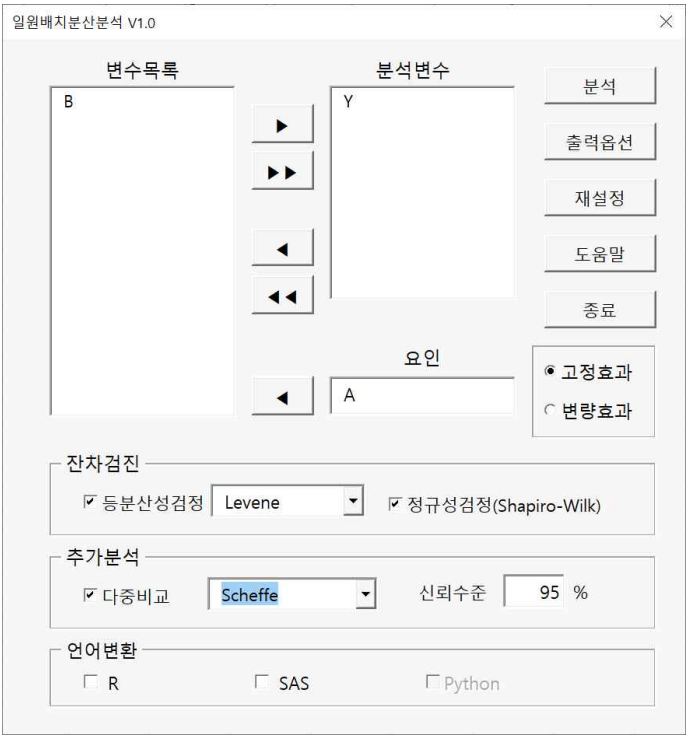 일원배치분산분석 V1.0
변수목록
분석변수
B
Y
분석
출력옵션
재설정
도움말
종료
요인
A
고정효과
변량효과
잔차검진
등분산성검정 Levene 정규성검정(Shapiro-Wilk)
추가분석
다중비교 Scheffe 신뢰수준 95 %
언어변환
R SAS Python